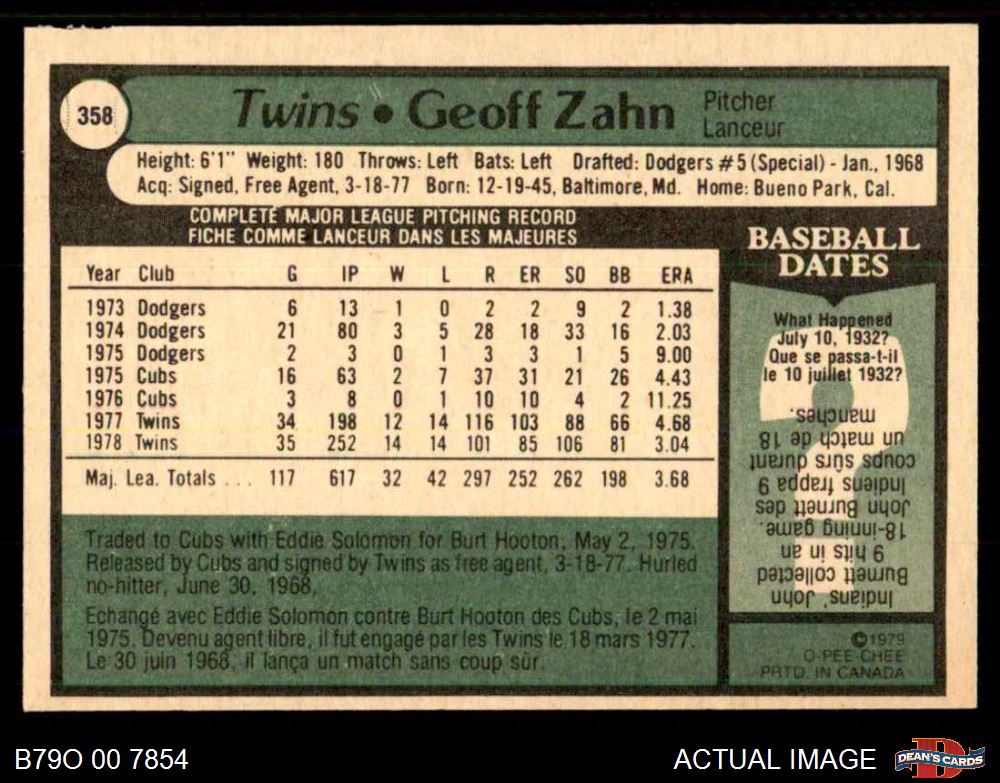 358
Twins • Geoff Zahn
Pitcher
Lanceur
Height: 6'1" Weight: 180 Throws: Left Bats: Left Drafted: Dodgers #5 (Special) - Jan., 1968
Acq: Signed, Free Agent, 3-18-77 Born: 12-19-45, Baltimore, Md. Home: Bueno Park, Cal.
COMPLETE MAJOR LEAGUE PITCHING RECORD
FICHE COMME LANCEUR DANS LES MAJEURES
Year Club G IP W L R ER SO BB ERA
1973 Dodgers 6 13 1 0 2 2 9 2 1.38
1974 Dodgers 21 80 3 5 28 18 33 16 2.03
1975 Dodgers 2 3 0 1 3 3 1 5 9.00
1975 Cubs 16 63 2 7 37 31 21 26 4.43
1976 Cubs 3 8 0 1 10 10 4 2 11.25
1977 Twins 34 198 12 14 116 103 88 66 4.68
1978 Twins 35 252 14 14 101 85 106 81 3.04
Maj. Lea. Totals . . . 117 617 32 42 297 252 262 198 3.68
Traded to Cubs with Eddie Solomon for Burt Hooton, May 2, 1975.
Released by Cubs and signed by Twins as free agent, 3-18-77. Hurled
no-hitter, June 30, 1968.
Echangé avec Eddie Solomon contre Burt Hooton des Cubs, le 2 mai
1975. Devenu agent libre, il fut engagé par les Twins le 18 mars 1977.
Le 30 juin 1968, il lança un match sans coup sûr.
BASEBALL
DATES
What Happened
July 10, 1932?
Que se passa-t-il
le 10 juillet 1932?
Indians' John
Burnett collected
9 hits in an
18-inning game.
John Burnett des
Indiens frappa 9
coups sûrs durant
un match de 18
manches.
©1979
O-PEE-CHEE
PRTD. IN CANADA
B79O 00 7854
ACTUAL IMAGE
DEAN'S CARDS